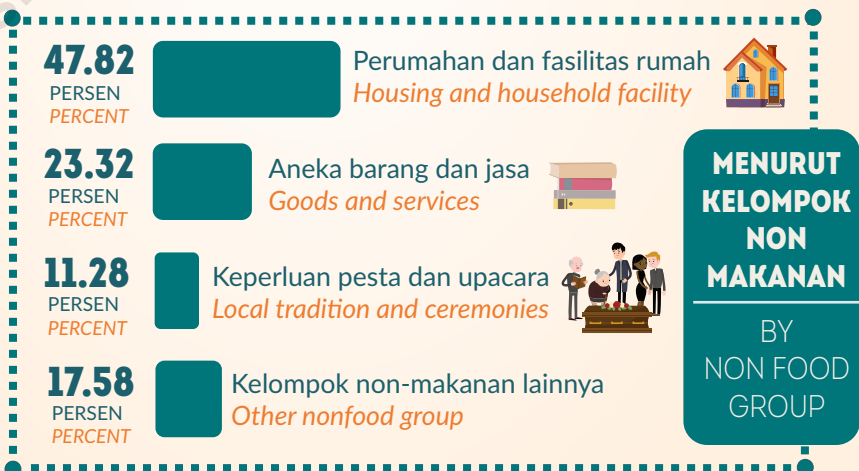 47.82
PERSEN
PERCENT
Perumahan dan fasilitas rumah
Housing and household facility
23.32
PERSEN
PERCENT
Aneka barang dan jasa
Goods and services
11.28
PERSEN
PERCENT
Keperluan pesta dan upacara
Local tradition and ceremonies
17.58
PERSEN
PERCENT
Kelompok non-makanan lainnya
Other nonfood group
MENURUT
KELOMPOK
NON
MAKANAN
BY
NON FOOD
GROUP